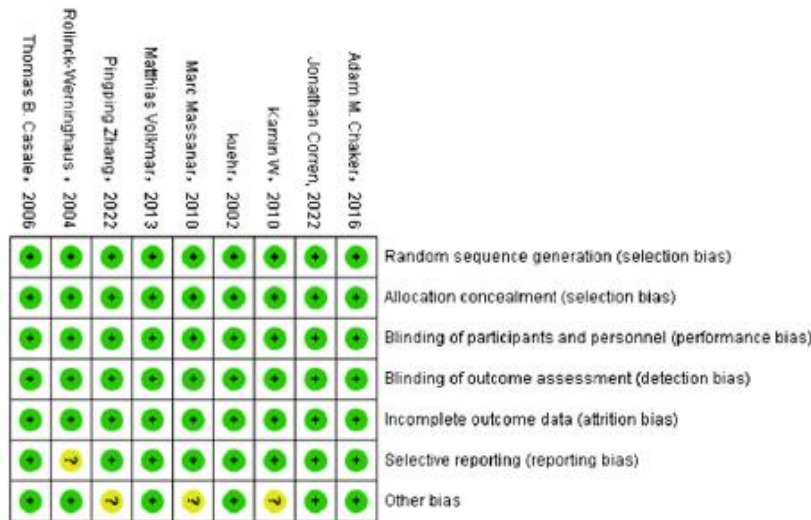 Thomas B. Casale， 2006
Rolinck-Werninghaus ， 2004
Pingping Zhang， 2022
Matthias Volkmar， 2013
Marc Massanar， 2010
kuehr， 2002
Kamin W， 2010
Jonathan Corren, 2022
Adam M. Chaker， 2016
+ + + + + + + + + Random sequence generation (selection bias)
+ + + + + + + + + Allocation concealment (selection bias)
+ + + + + + + + + Blinding of participants and personnel (performance bias)
+ + + + + + + + + Blinding of outcome assessment (detection bias)
+ + + + + + + + + Incomplete outcome data (attrition bias)
+ ? + + + + + + + Selective reporting (reporting bias)
+ + ? + ? + ? + + Other bias